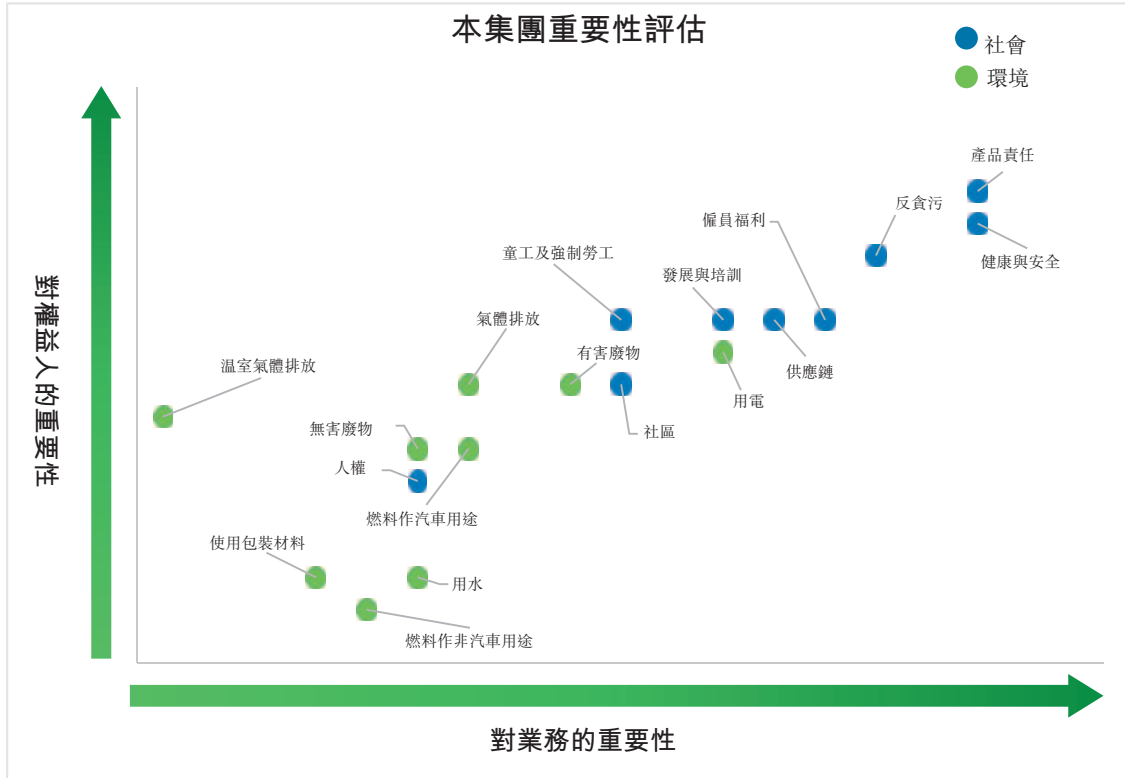 本集團重要性評估
社會
環境
產品責任
反貪污
僱員福利
健康與安全
童工及強制勞工
發展與培訓
氣體排放
有害廢物
供應鏈
溫室氣體排放
用電
無害廢物
社區
人權
燃料作汽車用途
使用包裝材料
用水
燃料作非汽車用途
對權益人的重要性
對業務的重要性